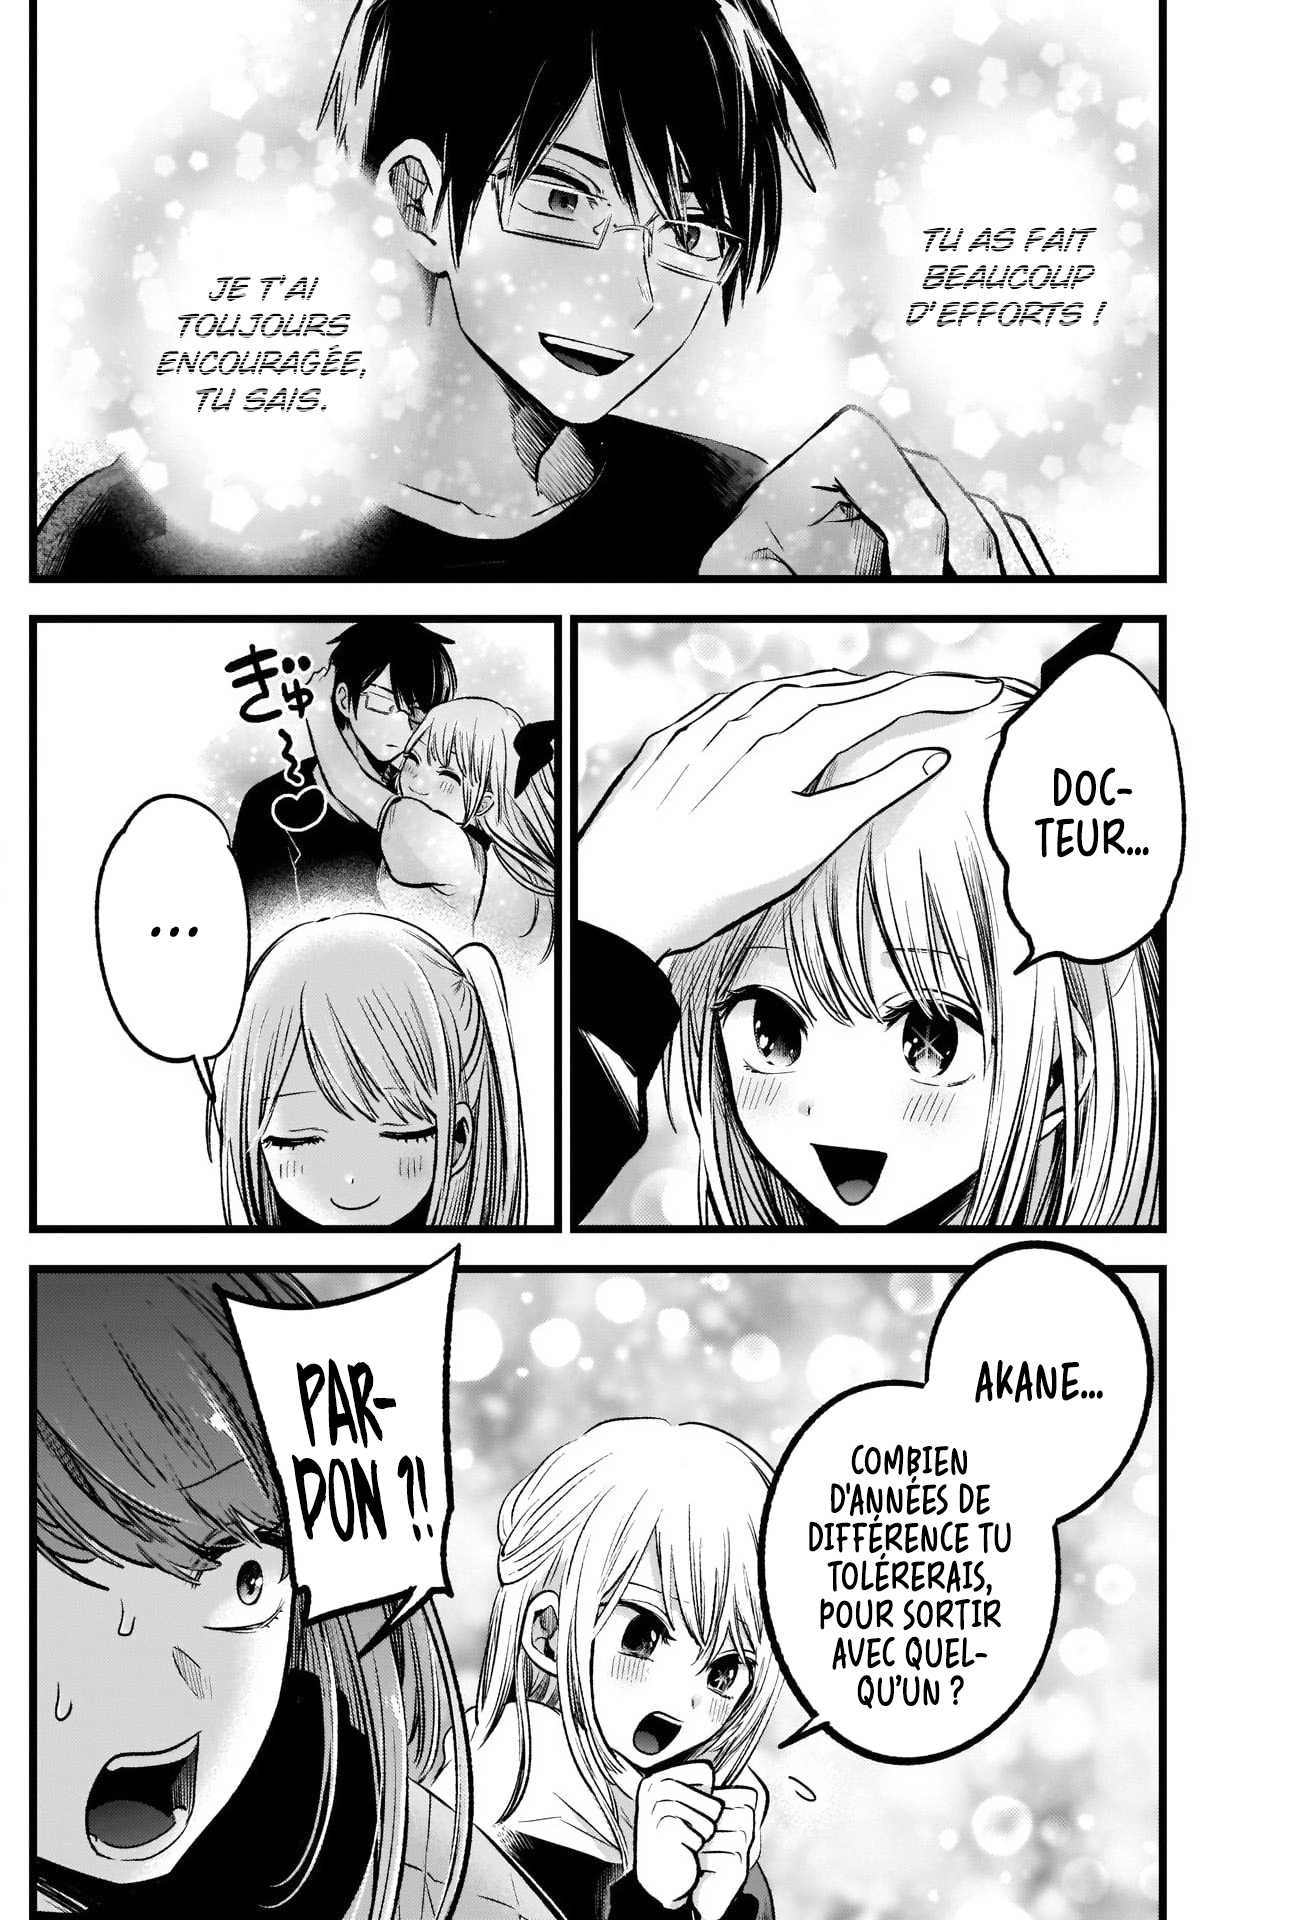 TU AS FAIT
BEAUCOUP
D'EFFORTS !
JE T'AI
TOUJOURS
ENCOURAGÉE,
TU SAIS.
DOC-
TEUR...
ぎゅ〜♡
...
AKANE...
COMBIEN
D'ANNÉES DE
DIFFÉRENCE TU
TOLÉRERAIS,
POUR SORTIR
AVEC QUEL-
QU'UN ?
PAR-
DON ?!